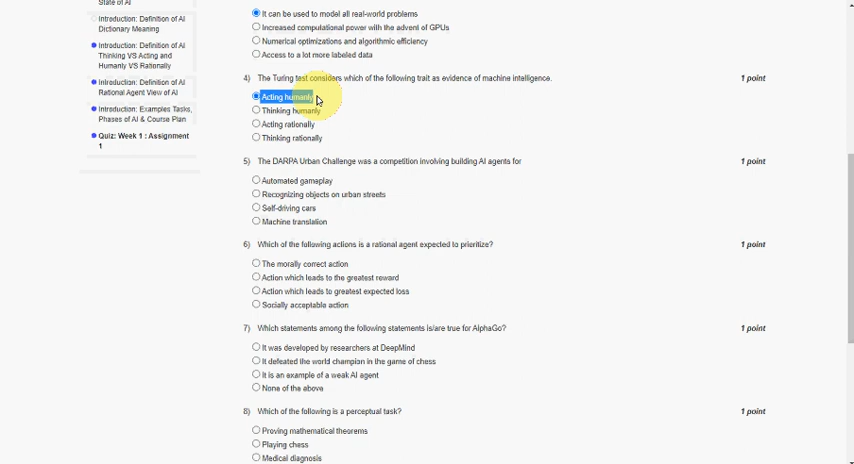 State of AI
Introduction: Definition of AI
Dictionary Meaning
Introduction: Definition of AI
Thinking VS Acting and
Humanly VS Rationally
Introduction: Definition of AI
Rational Agent View of AI
Introduction: Examples Tasks,
Phases of AI & Course Plan
Quiz: Week 1 : Assignment
1
It can be used to model all real-world problems
Increased computational power with the advent of GPUs
Numerical optimizations and algorithmic efficiency
Access to a lot more labeled data
4) The Turing test considers which of the following trait as evidence of machine intelligence. 1 point
Acting humanly
Thinking humanly
Acting rationally
Thinking rationally
5) The DARPA Urban Challenge was a competition involving building AI agents for 1 point
Automated gameplay
Recognizing objects on urban streets
Self-driving cars
Machine translation
6) Which of the following actions is a rational agent expected to prioritize? 1 point
The morally correct action
Action which leads to the greatest reward
Action which leads to greatest expected loss
Socially acceptable action
7) Which statements among the following statements is/are true for AlphaGo? 1 point
It was developed by researchers at DeepMind
It defeated the world champion in the game of chess
It is an example of a weak AI agent
None of the above
8) Which of the following is a perceptual task? 1 point
Proving mathematical theorems
Playing chess
Medical diagnosis